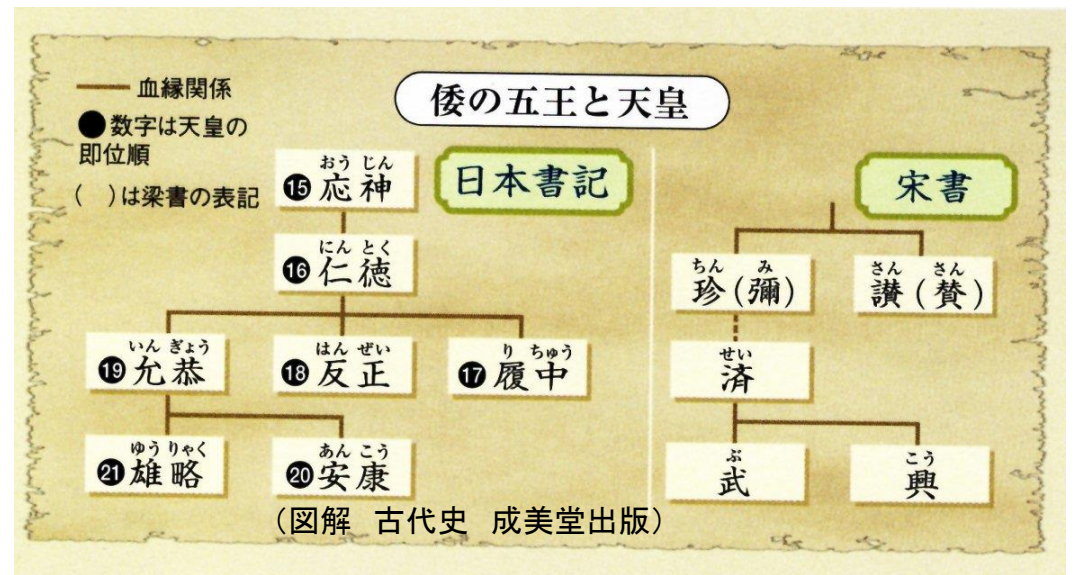 倭の五王と天皇
血縁関係
●数字は天皇の
即位順
（　）は梁書の表記
日本書記
おう じん
⑮応神
にん とく
⑯仁徳
いん ぎょう
⑲允恭
はん ぜい
⑱反正
り ちゅう
⑰履中
ゆう りゃく
㉑雄略
あん こう
⑳安康
宋書
ちん み
珍(彌)
さん さん
讃(賛)
せい
済
ぶ
武
こう
興
（図解　古代史　成美堂出版）